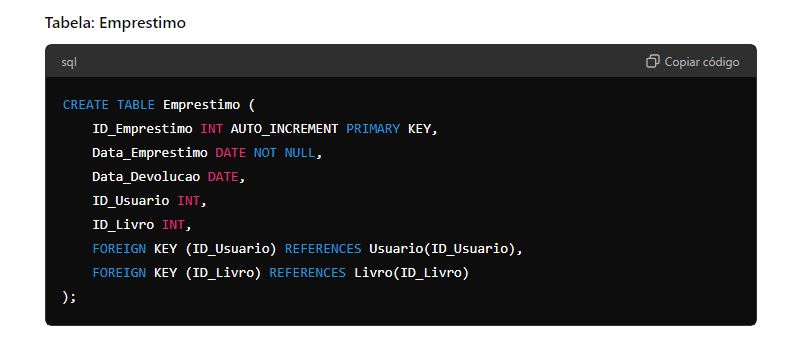 Tabela: Emprestimo
sql
Copiar código
CREATE TABLE Emprestimo (
    ID_Emprestimo INT AUTO_INCREMENT PRIMARY KEY,
    Data_Emprestimo DATE NOT NULL,
    Data_Devolucao DATE,
    ID_Usuario INT,
    ID_Livro INT,
    FOREIGN KEY (ID_Usuario) REFERENCES Usuario(ID_Usuario),
    FOREIGN KEY (ID_Livro) REFERENCES Livro(ID_Livro)
);